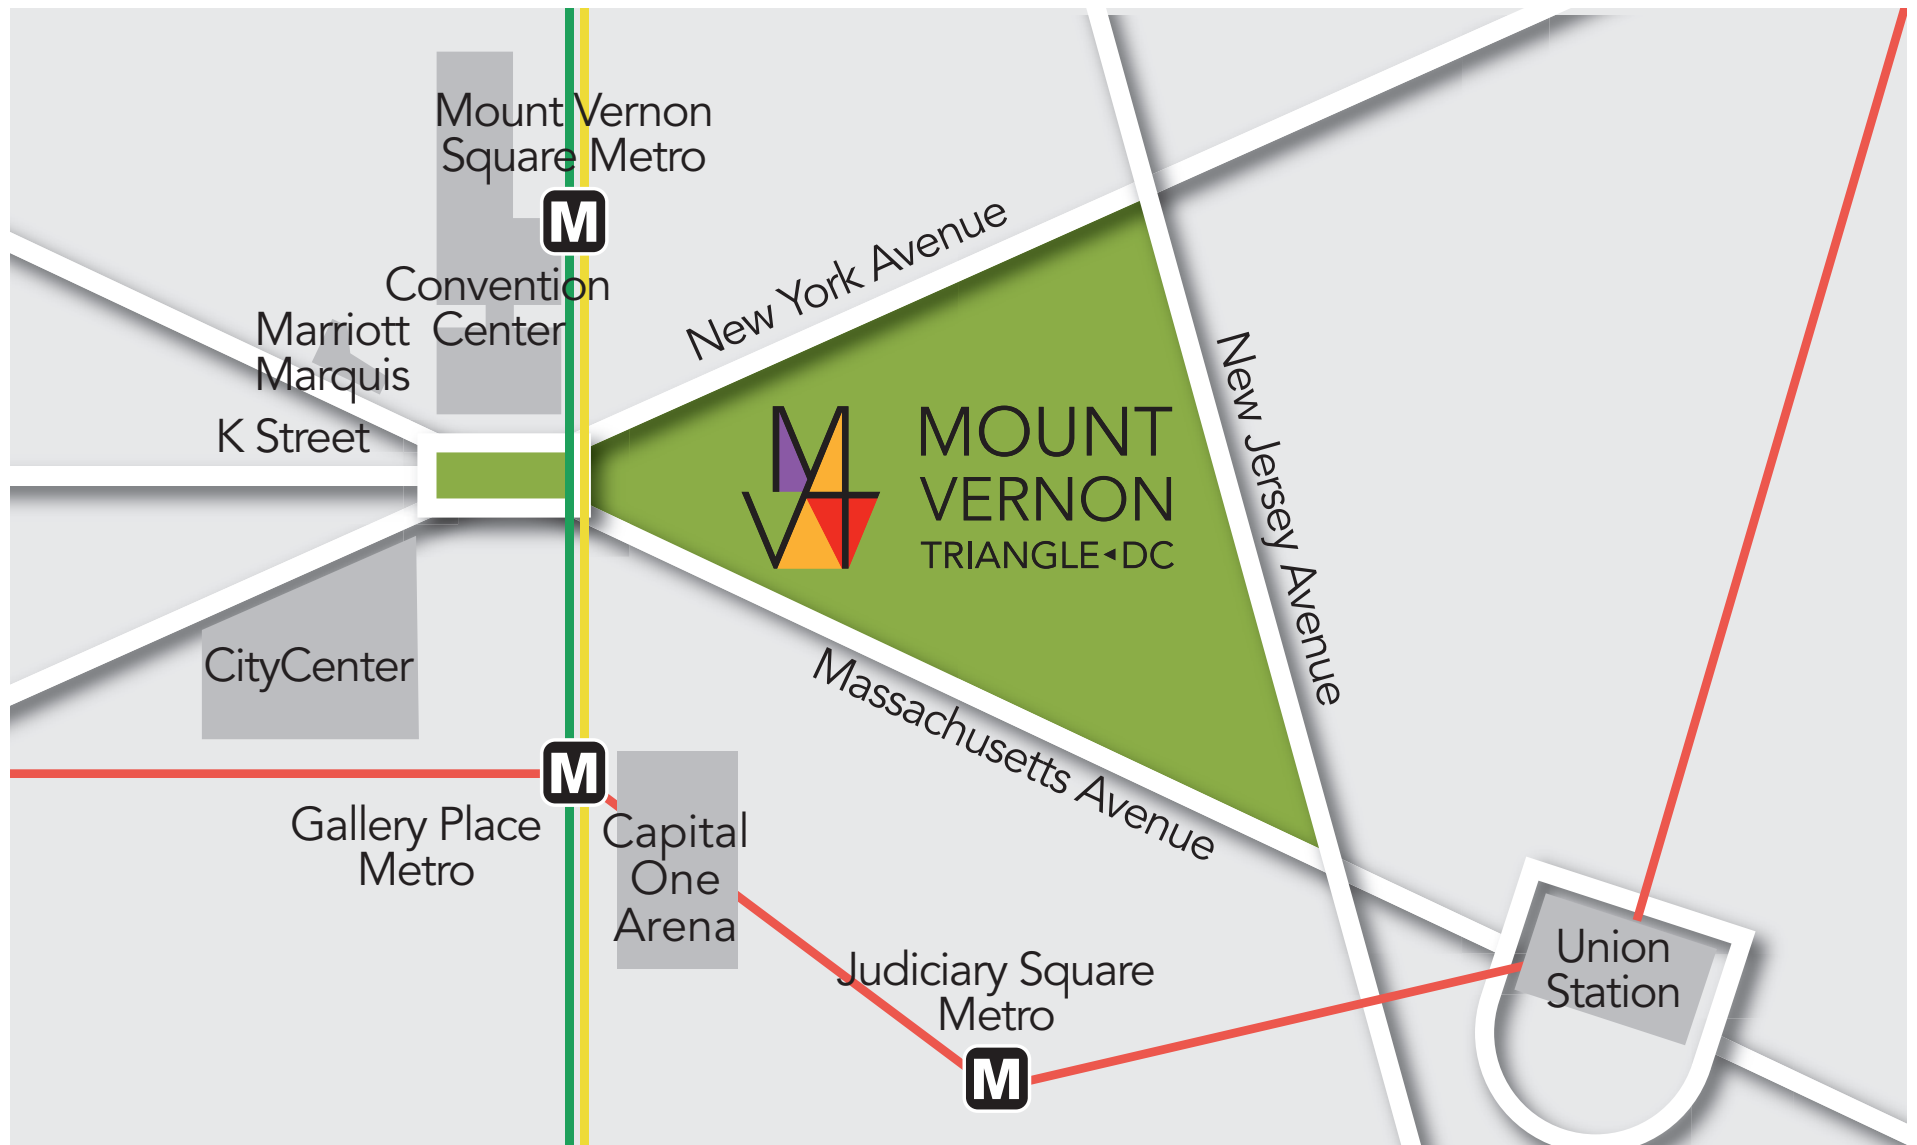 Mount Vernon
Square Metro
M
Convention
Center
Marriott
Marquis
K Street
New York Avenue
New Jersey Avenue
MOUNT
VERNON
TRIANGLE◂DC
CityCenter
Massachusetts Avenue
M
Gallery Place
Metro
Capital
One
Arena
Judiciary Square
Metro
M
Union
Station